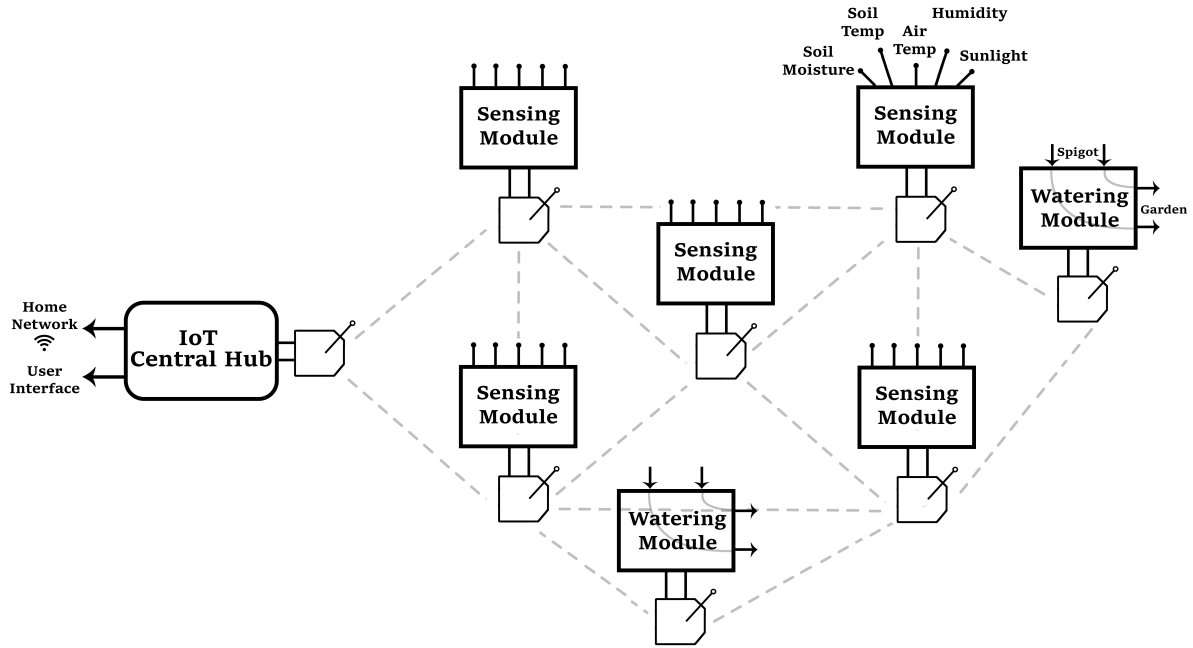 Soil
Temp
Humidity
Air
Temp
Soil
Moisture
Sunlight
Sensing
Module
Sensing
Module
Spigot
Watering
Module
Garden
Sensing
Module
Home
Network
IoT
Central Hub
User
Interface
Sensing
Module
Sensing
Module
Watering
Module